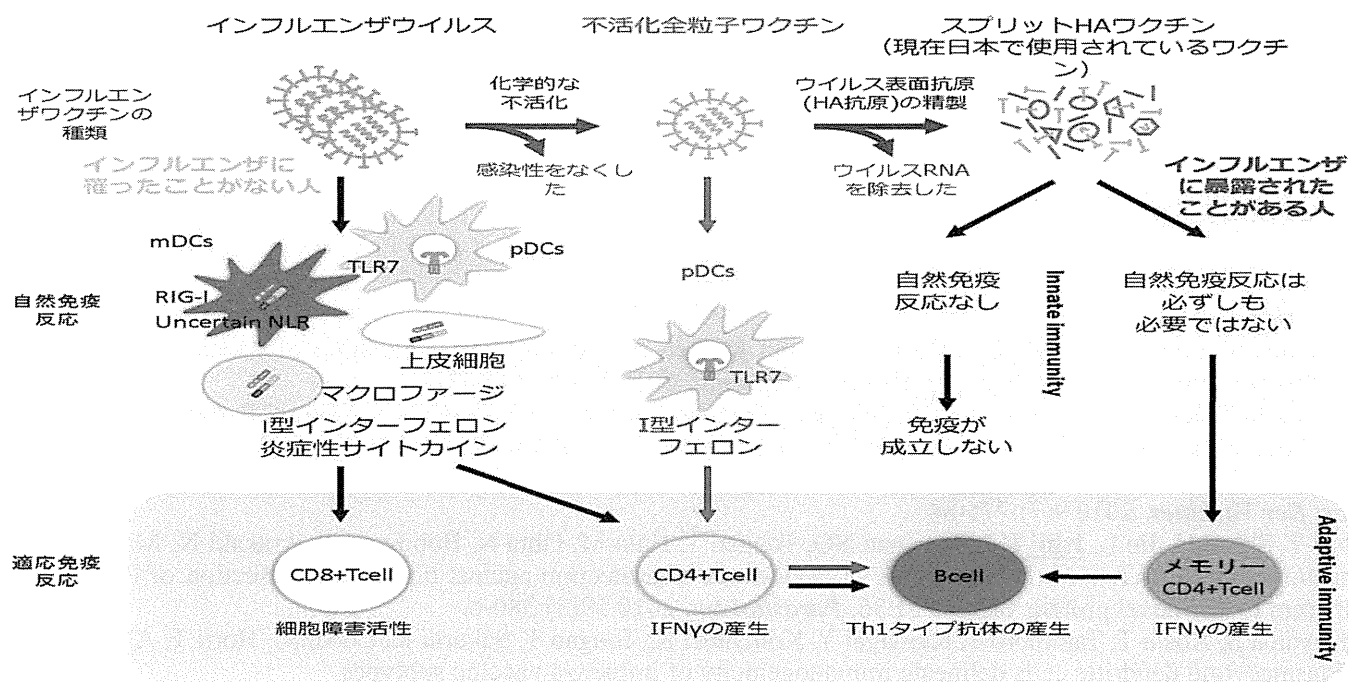 インフルエンザウイルス
不活化全粒子ワクチン
スプリットHAワクチン
（現在日本で使用されているワクチ
ン）
インフルエン
ザワクチンの
種類
化学的な
不活化
感染性をなくし
た
ウイルス表面抗原
(HA抗原)の精製
ウイルスRNA
を除去した
インフルエンザに
罹ったことがない人
インフルエンザ
に暴露された
ことがある人
自然免疫
反応
mDCs
RIG-I
Uncertain NLR
TLR7
pDCs
上皮細胞
マクロファージ
I型インターフェロン
炎症性サイトカイン
pDCs
TLR7
I型インター
フェロン
自然免疫
反応なし
免疫が
成立しない
Innate immunity
自然免疫反応は
必ずしも
必要ではない
適応免疫
反応
CD8+Tcell
細胞障害活性
CD4+Tcell
IFNγの産生
Bcell
Th1タイプ抗体の産生
メモリー
CD4+Tcell
IFNγの産生
Adaptive immunity